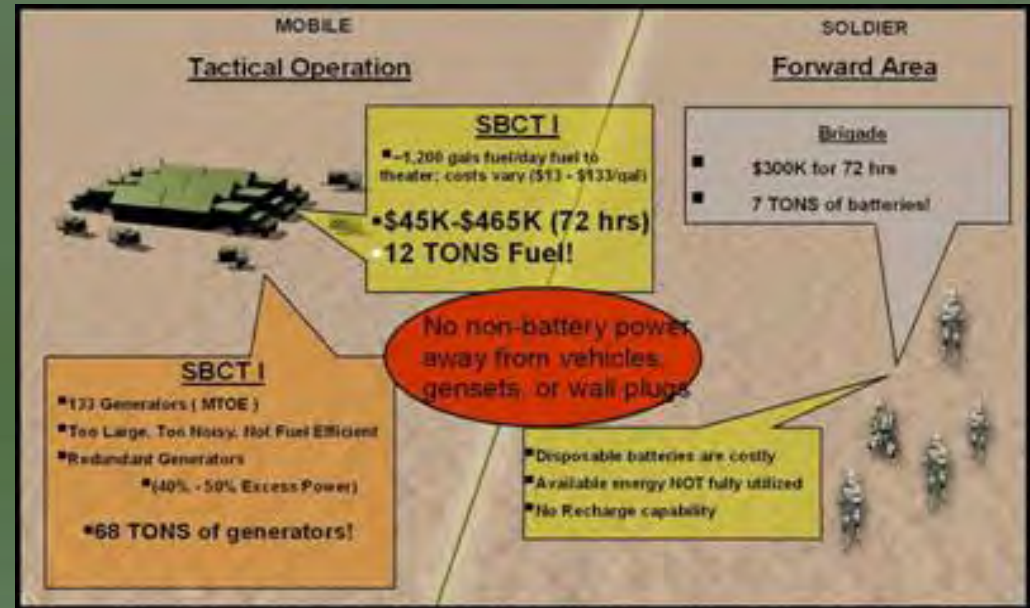 MOBILE
Tactical Operation
SBCT I
▪~1,200 gals fuel/day fuel to
theater; costs vary ($13 - $133/gal)
▪$45K-$465K (72 hrs)
▪12 TONS Fuel!
SBCT I
▪133 Generators ( MTOE )
▪Too Large, Too Noisy, Not Fuel Efficient
▪Redundant Generators
▪(40% - 50% Excess Power)
▪68 TONS of generators!
No non-battery power
away from vehicles,
gensets, or wall plugs
SOLDIER
Forward Area
Brigade
▪ $300K for 72 hrs
▪ 7 TONS of batteries!
▪Disposable batteries are costly
▪Available energy NOT fully utilized
▪No Recharge capability